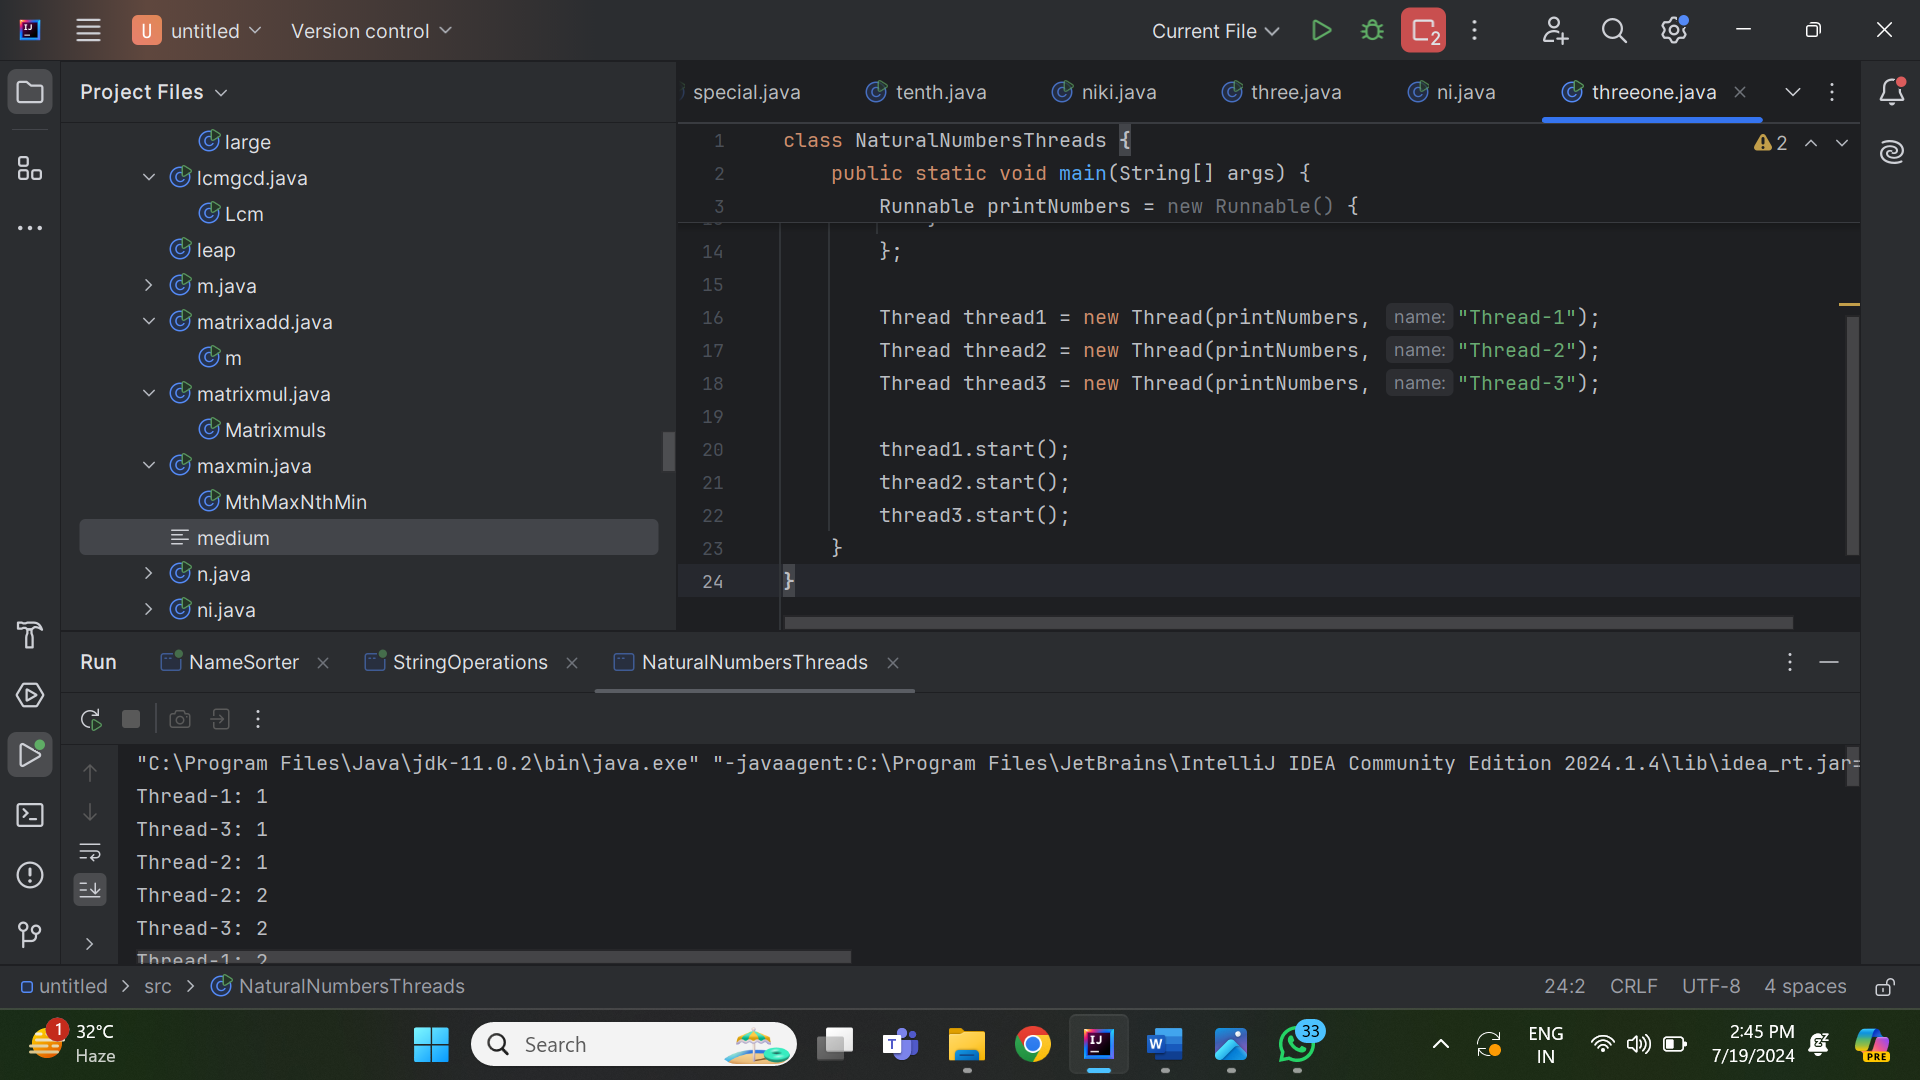 U untitled Version control Current File 2
Project Files
large
lcmgcd.java
Lcm
leap
m.java
matrixadd.java
m
matrixmul.java
Matrixmuls
maxmin.java
MthMaxNthMin
medium
n.java
ni.java
special.java tenth.java niki.java three.java ni.java threeone.java
1 class NaturalNumbersThreads {
2 public static void main(String[] args) {
3 Runnable printNumbers = new Runnable() {
14 };
15
16 Thread thread1 = new Thread(printNumbers, name: "Thread-1");
17 Thread thread2 = new Thread(printNumbers, name: "Thread-2");
18 Thread thread3 = new Thread(printNumbers, name: "Thread-3");
19
20 thread1.start();
21 thread2.start();
22 thread3.start();
23 }
24 }
2
Run NameSorter StringOperations NaturalNumbersThreads
"C:\Program Files\Java\jdk-11.0.2\bin\java.exe" "-javaagent:C:\Program Files\JetBrains\IntelliJ IDEA Community Edition 2024.1.4\lib\idea_rt.jar=
Thread-1: 1
Thread-3: 1
Thread-2: 1
Thread-2: 2
Thread-3: 2
Thread-1: 2
untitled > src > NaturalNumbersThreads 24:2 CRLF UTF-8 4 spaces
1 32°C
Haze
Search
33
ENG
IN
2:45 PM
7/19/2024
PRE